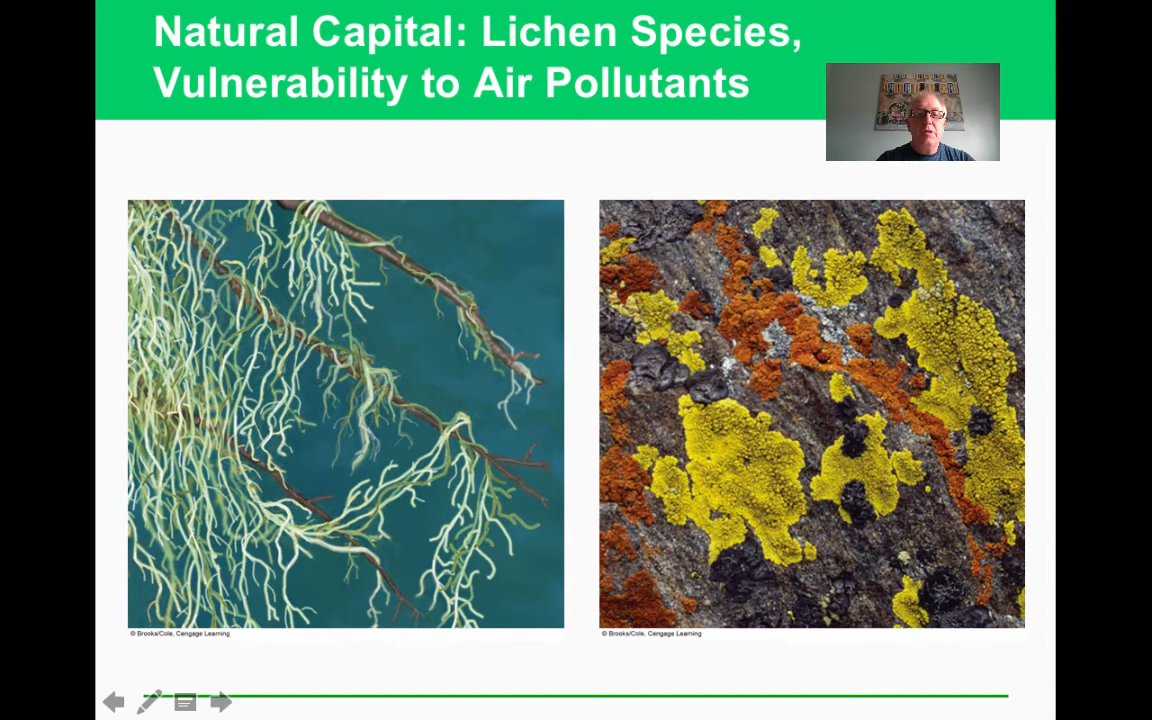 Natural Capital: Lichen Species,
Vulnerability to Air Pollutants
© Brooks/Cole, Cengage Learning
© Brooks/Cole, Cengage Learning